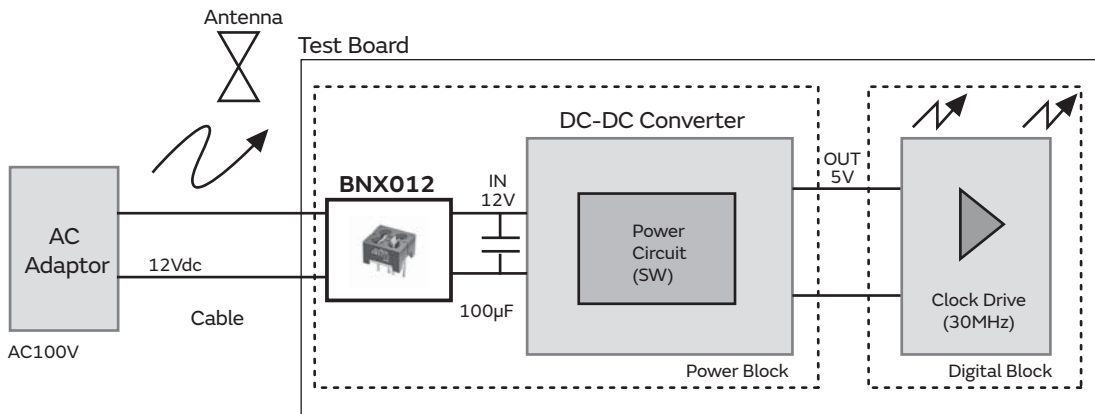 Antenna
Test Board
DC-DC Converter
BNX012
IN
12V
OUT
5V
AC
Adaptor
12Vdc
Cable
AC100V
100μF
Power
Circuit
(SW)
Power Block
Clock Drive
(30MHz)
Digital Block